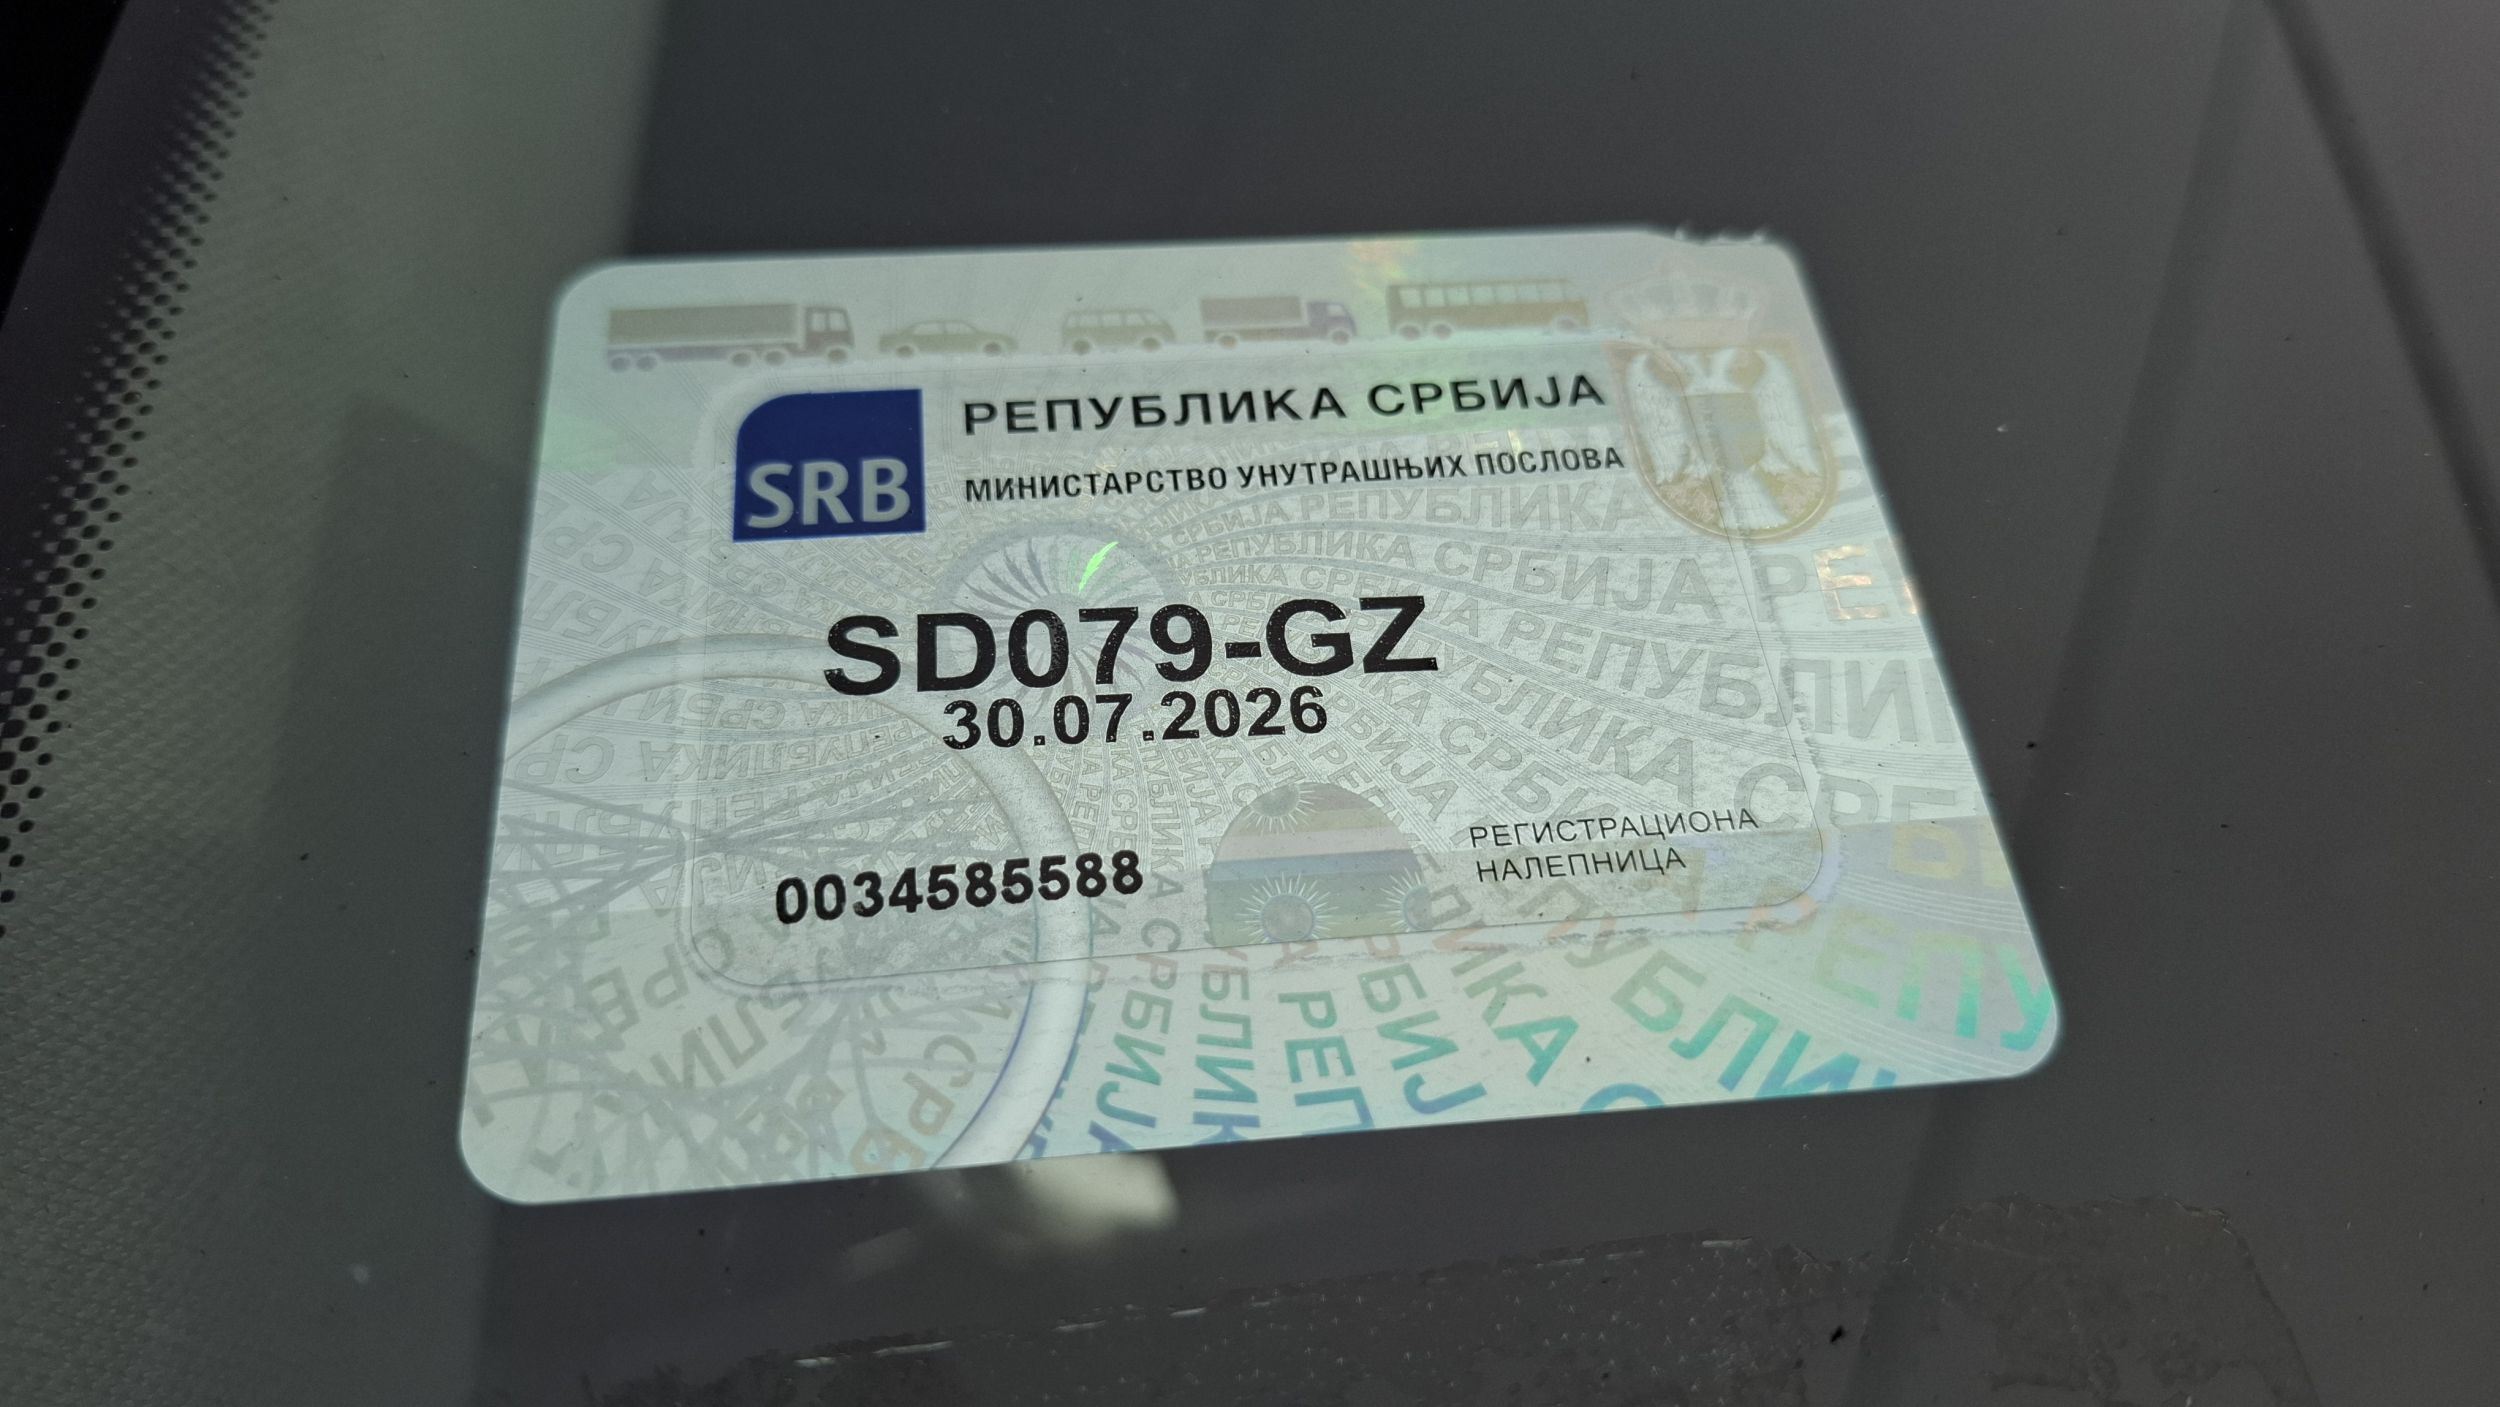 SRB
РЕПУБЛИКА СРБИЈА
МИНИСТАРСТВО УНУТРАШЊИХ ПОСЛОВА
SD079-GZ
30.07.2026
0034585588
РЕГИСТРАЦИОНА
НАЛЕПНИЦА